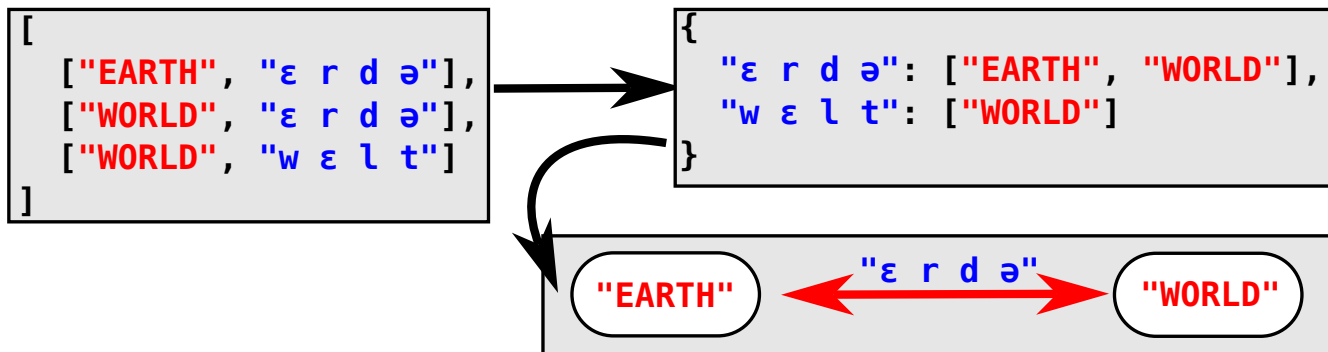 [
["EARTH", "ɛ r d ə"],
["WORLD", "ɛ r d ə"],
["WORLD", "w ɛ l t"]
]
{
"ɛ r d ə": ["EARTH", "WORLD"],
"w ɛ l t": ["WORLD"]
}
"ɛ r d ə"
"EARTH" "WORLD"